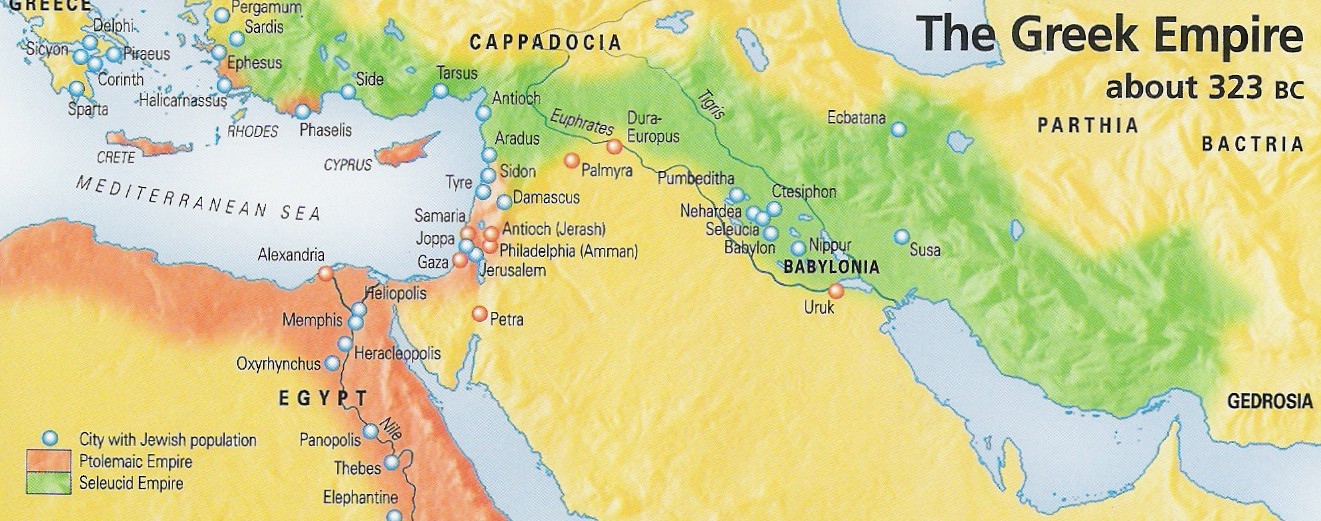 The Greek Empire
about 323 BC
GREECE
Pergamum
Sardis
Delphi
Sicyon
Piraeus
Ephesus
Corinth
Halicarnassus
Sparta
Side
Tarsus
CAPPADOCIA
RHODES
Phaselis
CRETE
CYPRUS
MEDITERRANEAN SEA
Antioch
Aradus
Sidon
Tyre
Damascus
Samaria
Antioch (Jerash)
Joppa
Philadelphia (Amman)
Gaza
Jerusalem
Petra
Euphrates
Dura-
Europus
Palmyra
Tigris
Pumbeditha
Ctesiphon
Nehardea
Seleucia
Babylon
Nippur
BABYLONIA
Uruk
Ecbatana
Susa
PARTHIA
BACTRIA
GEDROSIA
Alexandria
Heliopolis
Memphis
Heracleopolis
Oxyrhynchus
EGYPT
Nile
Panopolis
Thebes
Elephantine
City with Jewish population
Ptolemaic Empire
Seleucid Empire